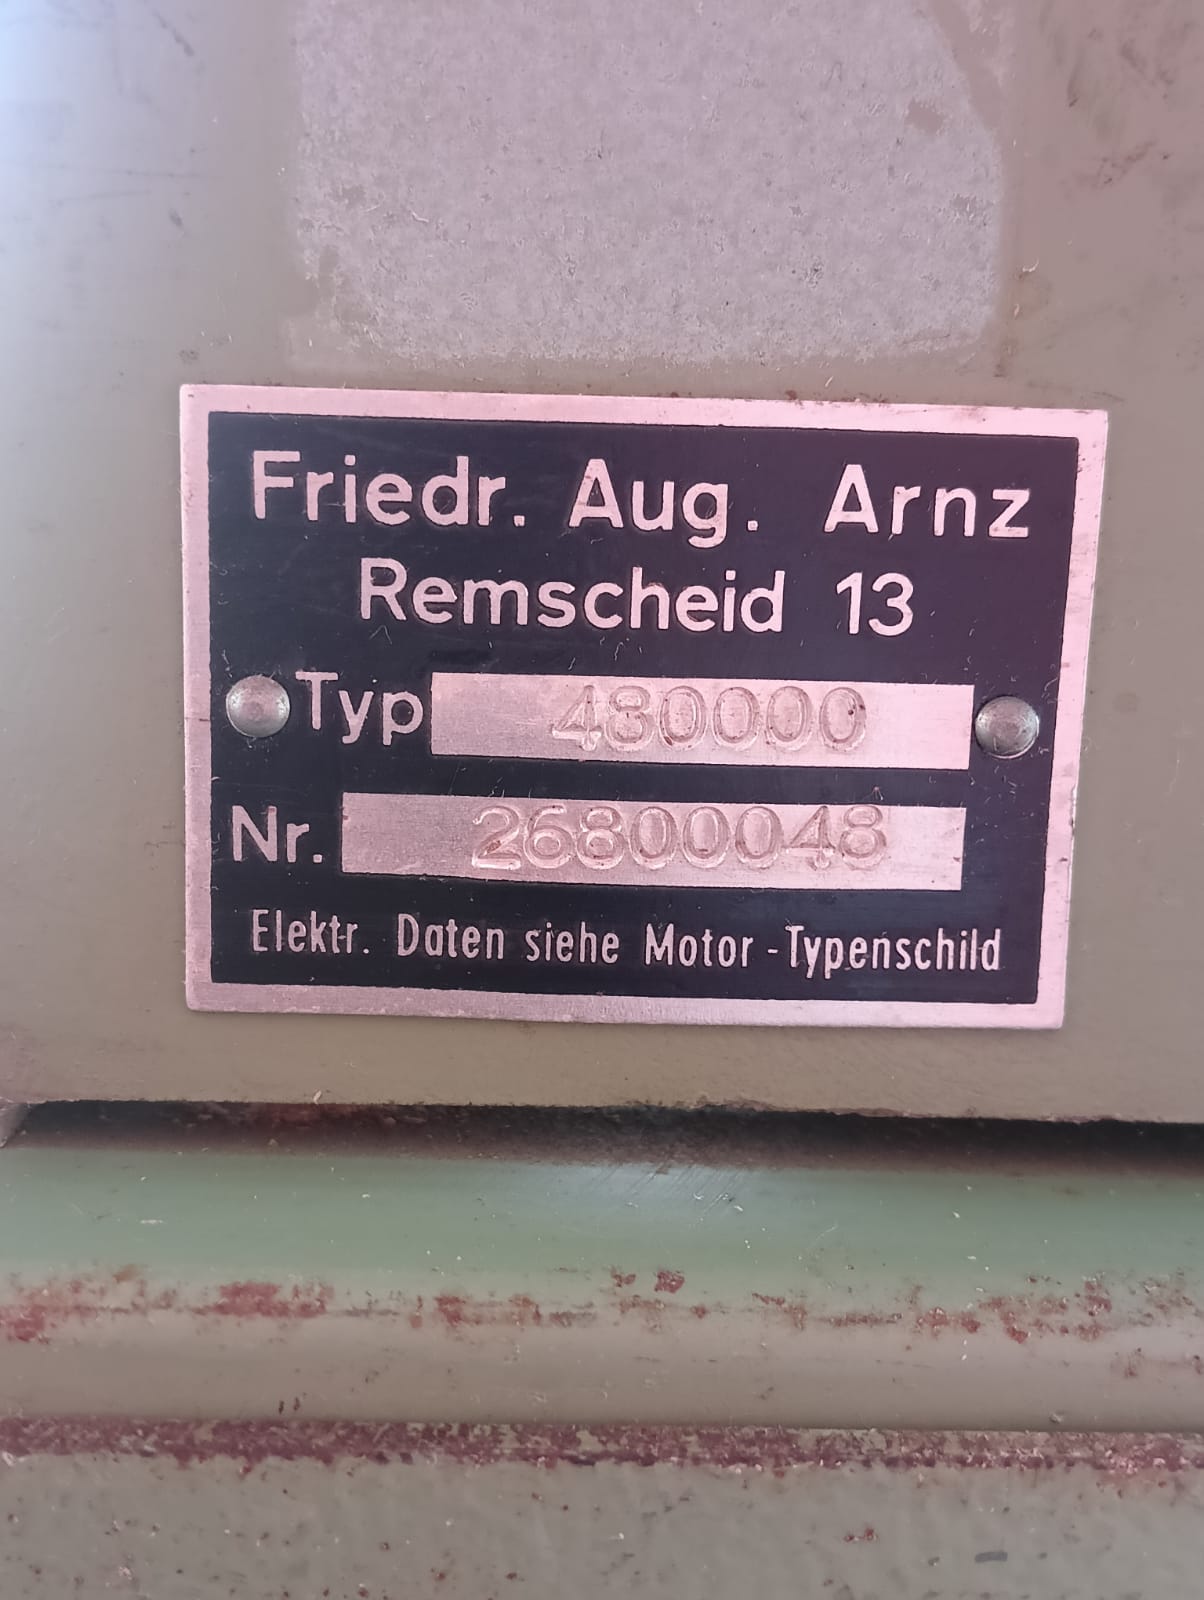 Friedr. Aug. Arnz
Remscheid 13
Typ 480000
Nr. 26800048
Elektr. Daten siehe Motor-Typenschild